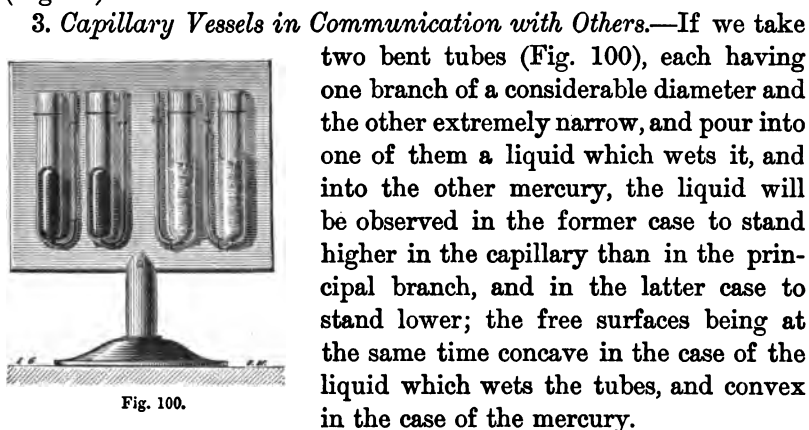 3. Capillary Vessels in Communication with Others.—If we take
two bent tubes (Fig. 100), each having
one branch of a considerable diameter and
the other extremely narrow, and pour into
one of them a liquid which wets it, and
into the other mercury, the liquid will
be observed in the former case to stand
higher in the capillary than in the prin-
cipal branch, and in the latter case to
stand lower; the free surfaces being at
the same time concave in the case of the
liquid which wets the tubes, and convex
in the case of the mercury.
Fig. 100.